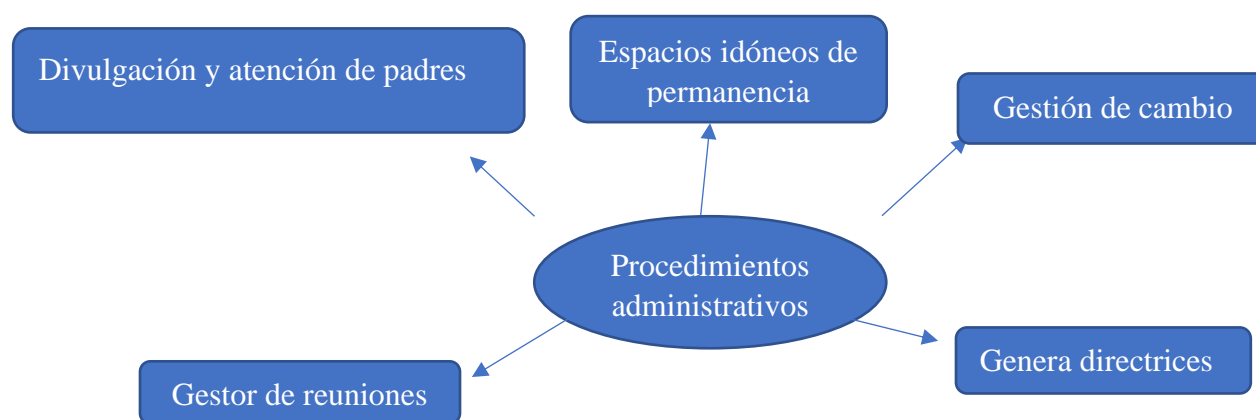 Divulgación y atención de padres
Espacios idóneos de
permanencia
Gestión de cambio
Procedimientos
administrativos
Genera directrices
Gestor de reuniones